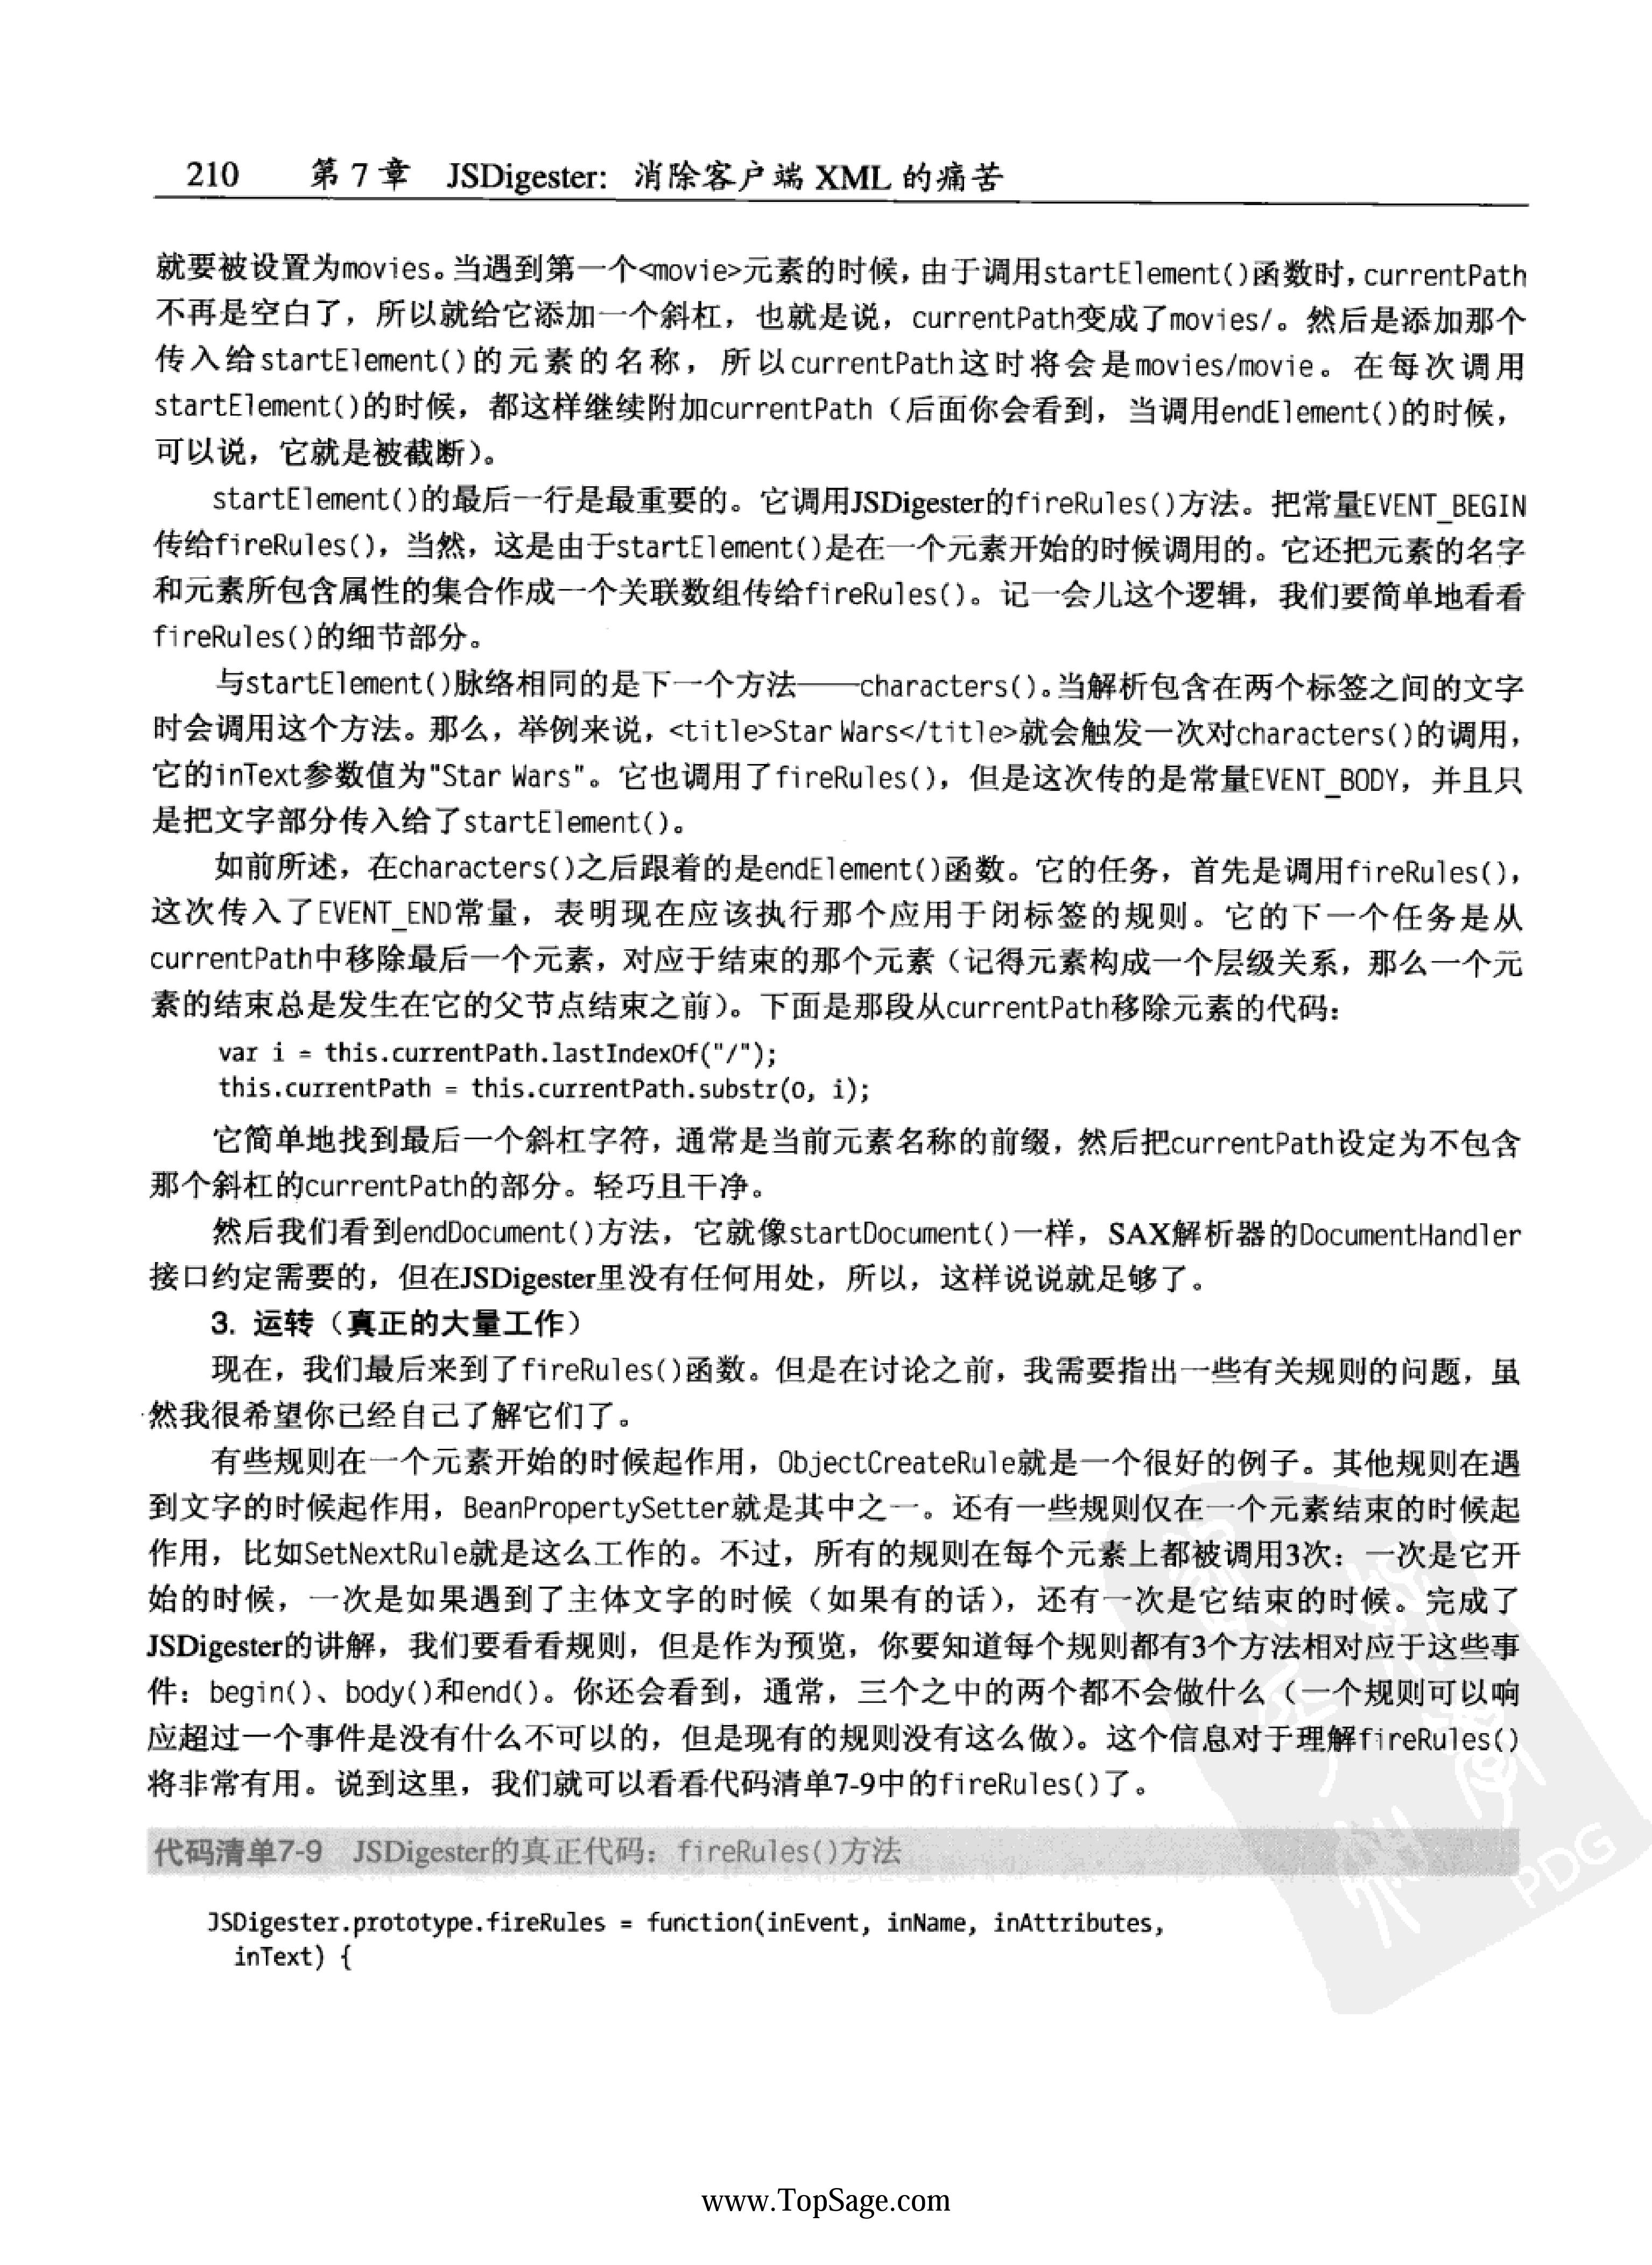 210 第 7 章 JSDigester: 消除客户端 XML 的痛苦
就要被设置为movies。当遇到第一个<movie>元素的时候，由于调用startElement()函数时，currentPath
不再是空白了，所以就给它添加一个斜杠，也就是说，currentPath变成了movies/。然后是添加那个
传入给startElement()的元素的名称，所以currentPath这时将会是movies/movie。在每次调用
startElement()的时候，都这样继续附加currentPath（后面你会看到，当调用endElement()的时候，
可以说，它就是被截断）。
startElement()的最后一行是最重要的。它调用JSDigester的fireRules()方法。把常量EVENT_BEGIN
传给fireRules()，当然，这是由于startElement()是在一个元素开始的时候调用的。它还把元素的名字
和元素所包含属性的集合作成一个关联数组传给fireRules()。记一会儿这个逻辑，我们要简单地看看
fireRules()的细节部分。
与startElement()脉络相同的是下一个方法——characters()。当解析包含在两个标签之间的文字
时会调用这个方法。那么，举例来说，<title>Star Wars</title>就会触发一次对characters()的调用，
它的inText参数值为"Star Wars"。它也调用了fireRules()，但是这次传的是常量EVENT_BODY，并且只
是把文字部分传入给了startElement()。
如前所述，在characters()之后跟着的是endElement()函数。它的任务，首先是调用fireRules()，
这次传入了EVENT_END常量，表明现在应该执行那个应用于闭标签的规则。它的下一个任务是从
currentPath中移除最后一个元素，对应于结束的那个元素（记得元素构成一个层级关系，那么一个元
素的结束总是发生在它的父节点结束之前）。下面是那段从currentPath移除元素的代码：
var i = this.currentPath.lastIndexOf("/");
this.currentPath = this.currentPath.substr(0, i);
它简单地找到最后一个斜杠字符，通常是当前元素名称的前缀，然后把currentPath设定为不包含
那个斜杠的currentPath的部分。轻巧且干净。
然后我们看到endDocument()方法，它就像startDocument()一样，SAX解析器的DocumentHandler
接口约定需要的，但在JSDigester里没有任何用处，所以，这样说说就足够了。
3. 运转（真正的大量工作）
现在，我们最后来到了fireRules()函数。但是在讨论之前，我需要指出一些有关规则的问题，虽
然我很希望你已经自己了解它们了。
有些规则在一个元素开始的时候起作用，ObjectCreateRule就是一个很好的例子。其他规则在遇
到文字的时候起作用，BeanPropertySetter就是其中之一。还有一些规则仅在一个元素结束的时候起
作用，比如SetNextRule就是这么工作的。不过，所有的规则在每个元素上都被调用3次：一次是它开
始的时候，一次是如果遇到了主体文字的时候（如果有的话），还有一次是它结束的时候。完成了
JSDigester的讲解，我们要看看规则，但是作为预览，你要知道每个规则都有3个方法相对应于这些事
件：begin()、body()和end()。你还会看到，通常，三个之中的两个都不会做什么（一个规则可以响
应超过一个事件是没有什么不可以的，但是现有的规则没有这么做）。这个信息对于理解fireRules()
将非常有用。说到这里，我们就可以看看代码清单7-9中的fireRules()了。
代码清单7-9 JSDigester的真正代码：fireRules()方法
JSDigester.prototype.fireRules = function(inEvent, inName, inAttributes,
inText) {
PDG
www.TopSage.com